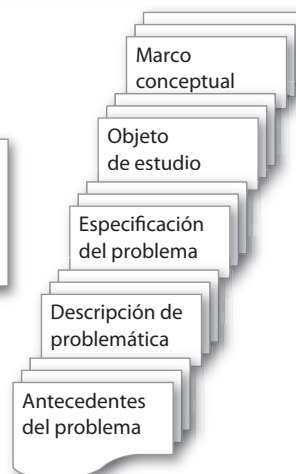 Marco
conceptual
Objeto
de estudio
Especificación
del problema
Descripción de
problemática
Antecedentes
del problema